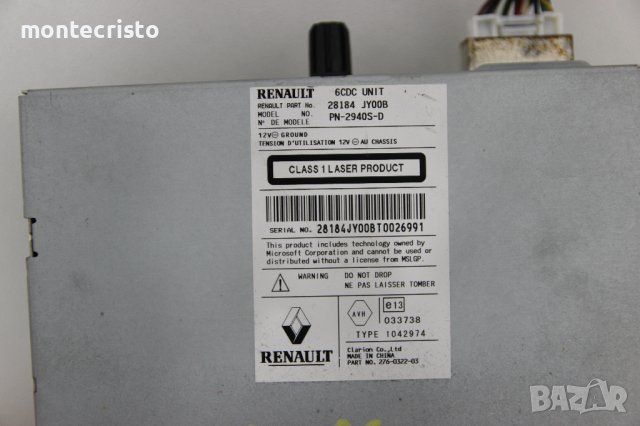 montecristo
RENAULT 6CDC UNIT
RENAULT PART No. 28184 JY00B
MODEL NO. PN-2940S-D
N° DE MODELE
12V ⊖ GROUND
TENSION D'UTILISATION 12V ⊖ AU CHASSIS
CLASS 1 LASER PRODUCT
SERIAL NO. 28184JY00BT0026991
This product includes technology owned by
Microsoft Corporation and cannot be used or
distributed without a license from MSLGP.
WARNING DO NOT DROP
NE PAS LAISSER TOMBER
AVH
e13
033738
TYPE 1042974
RENAULT
Clarion Co.,Ltd
MADE IN CHINA
PART NO. 276-0322-03
BAZAR
bg